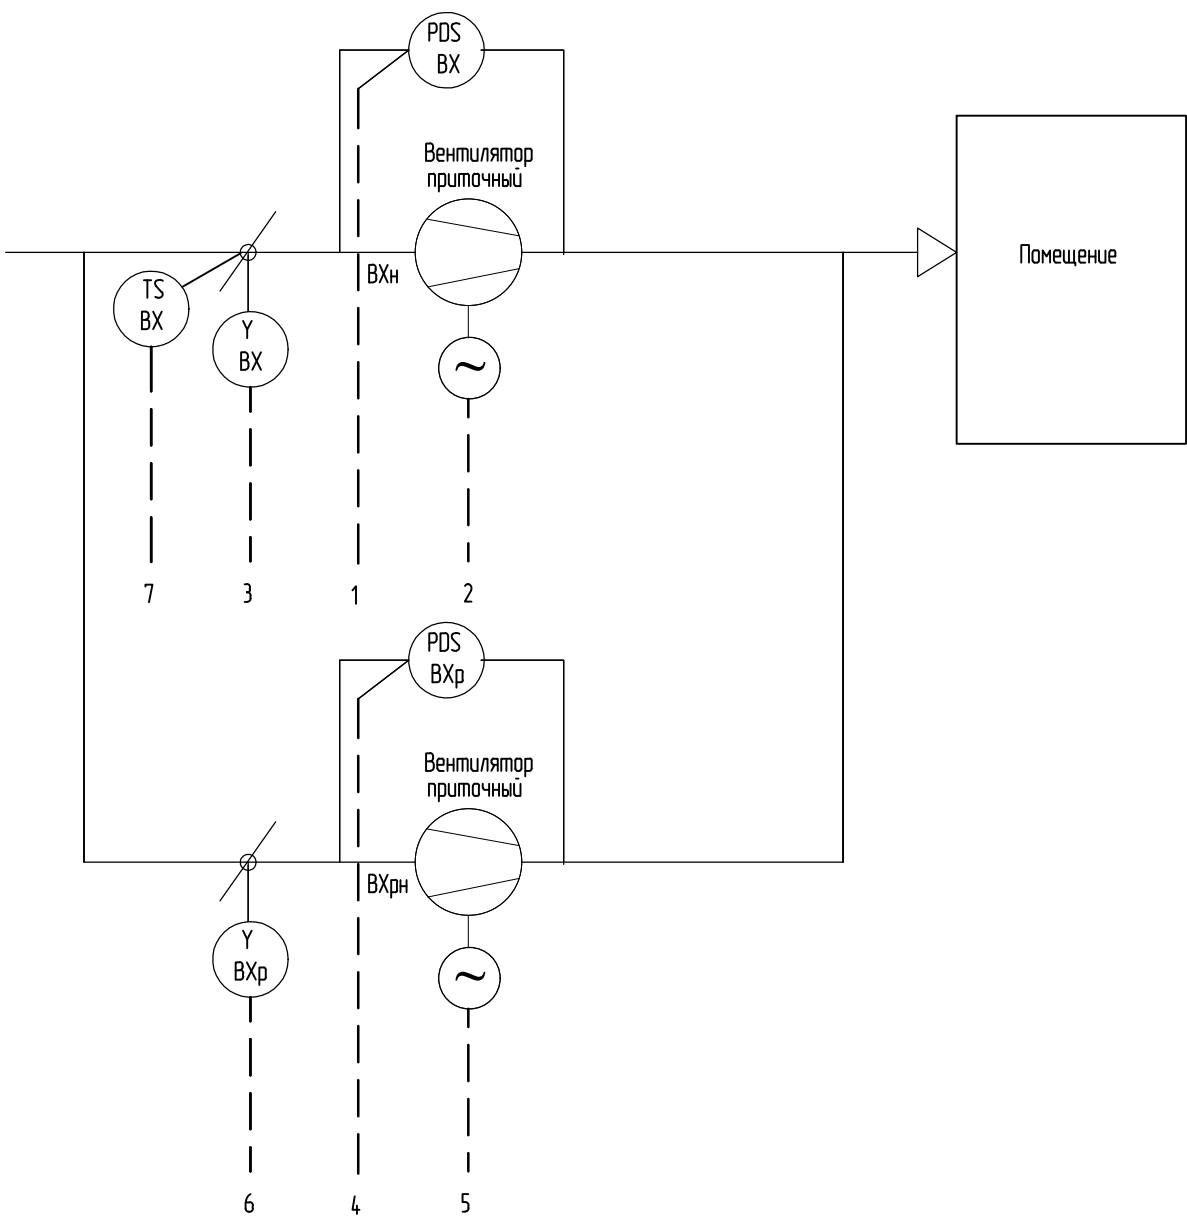 PDS
ВХ
Вентилятор
приточный
Помещение
ВХн
TS
ВХ
Y
ВХ
~
7
3
1
2
PDS
ВХр
Вентилятор
приточный
ВХрн
Y
ВХр
~
6
4
5